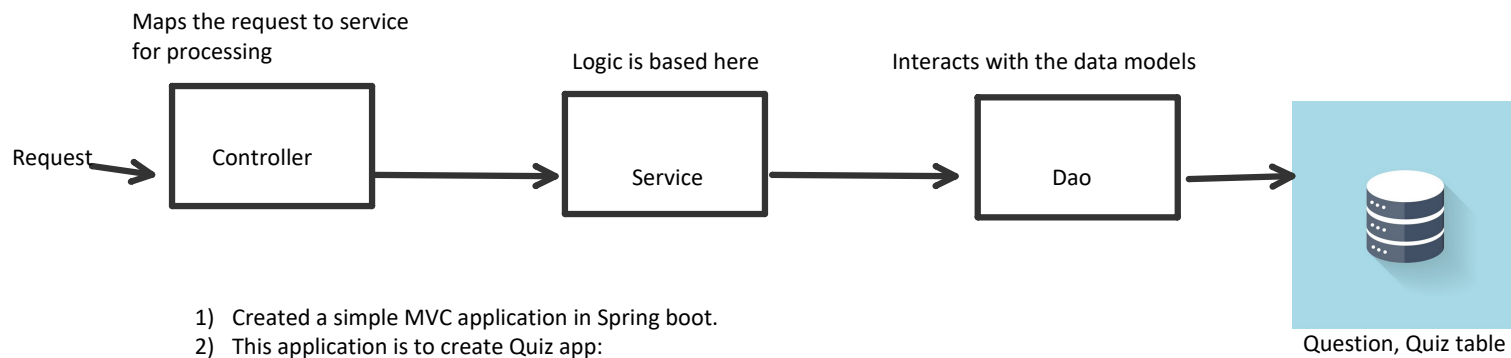 Maps the request to service
for processing
Logic is based here
Interacts with the data models
Request
Controller
Service
Dao
Question, Quiz table
1) Created a simple MVC application in Spring boot.
2) This application is to create Quiz app: